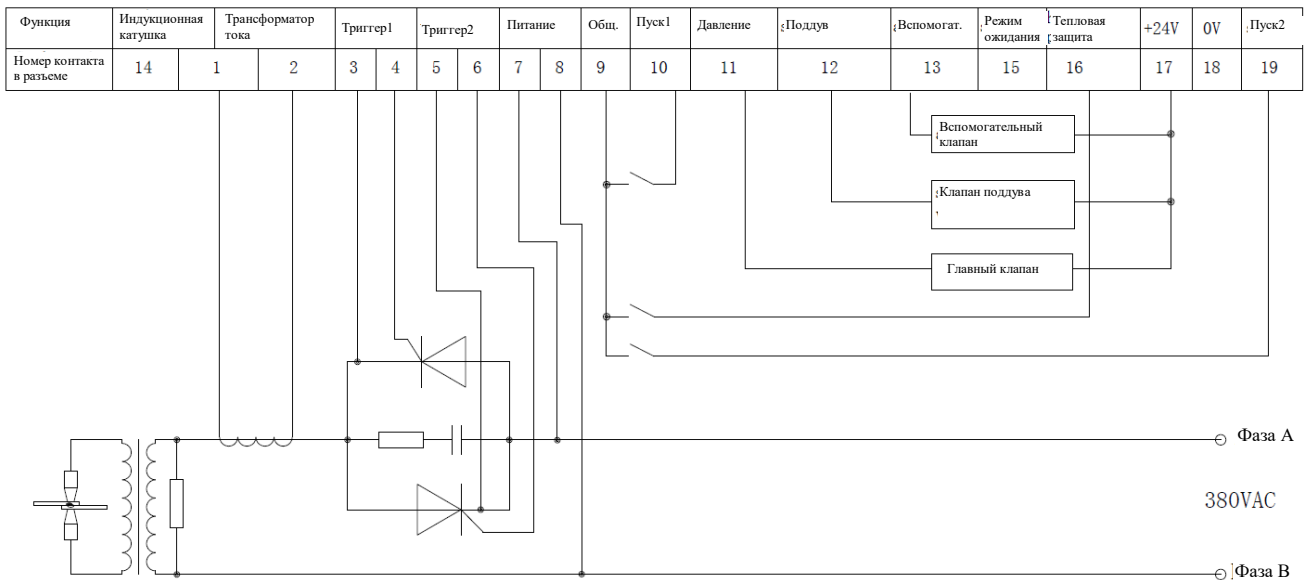 Функция Индукционная катушка Трансформатор тока Триггер1 Триггер2 Питание Общ. Пуск1 Давление Поддув Вспомогат. Режим ожидания Тепловая защита +24V 0V Пуск2
Номер контакта в разъеме 14 1 2 3 4 5 6 7 8 9 10 11 12 13 15 16 17 18 19
Вспомогательный
клапан
Клапан поддува
Главный клапан
Фаза А
380VAC
Фаза В